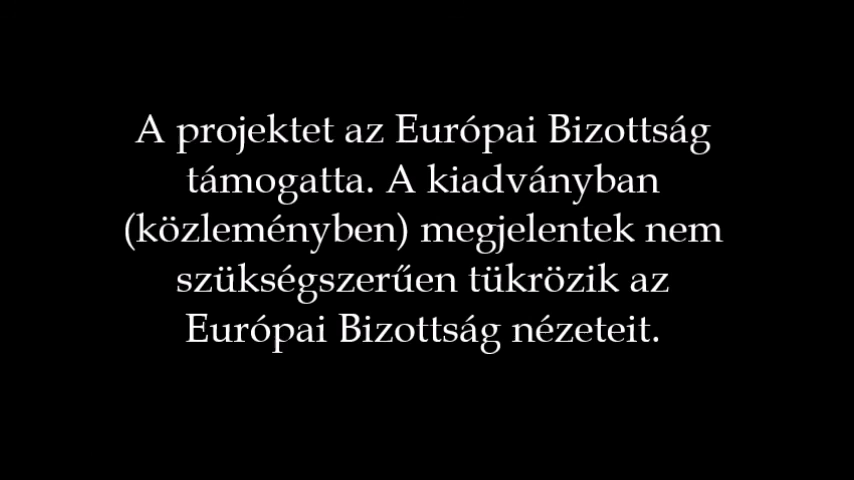 A projektet az Európai Bizottság
támogatta. A kiadványban
(közleményben) megjelentek nem
szükségszerűen tükrözik az
Európai Bizottság nézeteit.